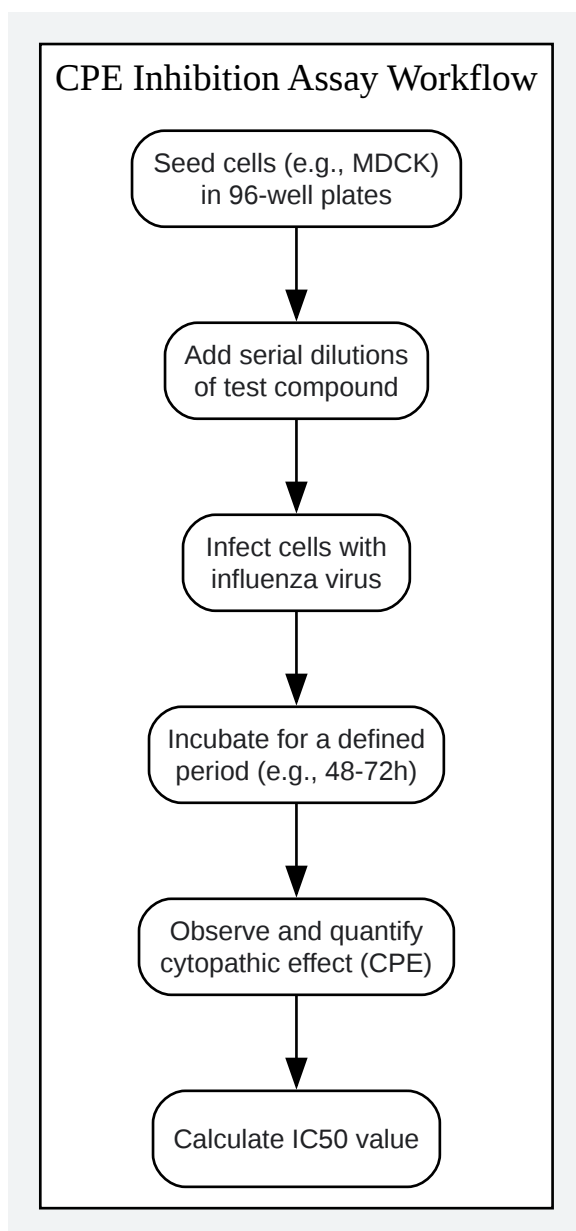 CPE Inhibition Assay Workflow
Seed cells (e.g., MDCK)
in 96-well plates
Add serial dilutions
of test compound
Infect cells with
influenza virus
Incubate for a defined
period (e.g., 48-72h)
Observe and quantify
cytopathic effect (CPE)
Calculate IC50 value